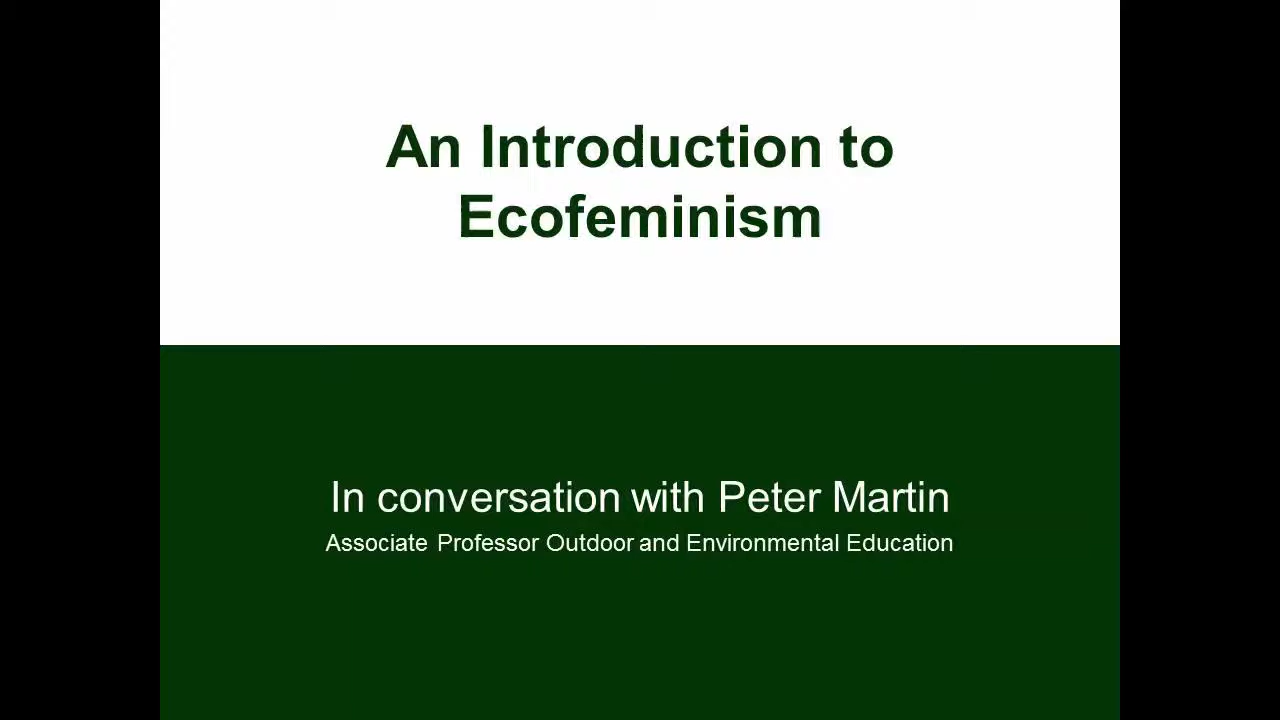 An Introduction to
Ecofeminism
In conversation with Peter Martin
Associate Professor Outdoor and Environmental Education